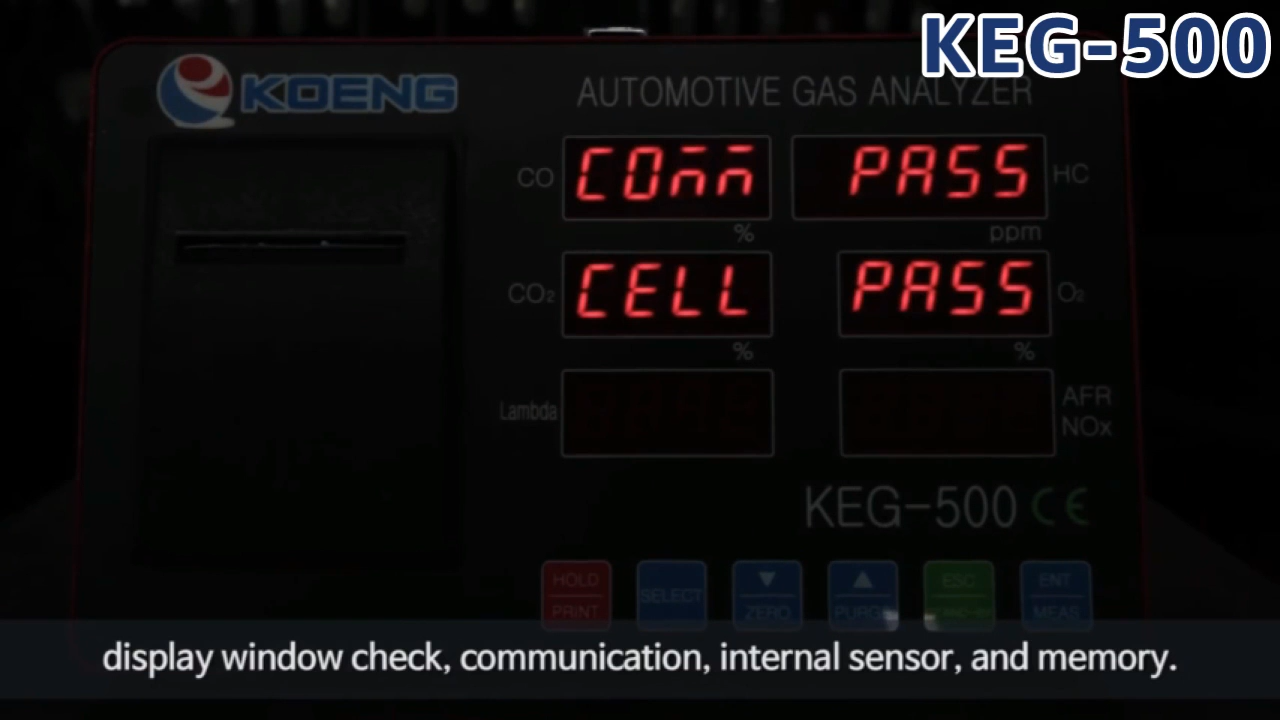 KEG-500
KOENG
AUTOMOTIVE GAS ANALYZER
CO COmm PASS HC
% ppm
CO₂ CELL PASS O₂
% %
Lambda AFR
NOx
KEG-500 CE
HOLD SELECT ▼ ▲ ESC ENT
PRINT ZERO PURGE MEAS
display window check, communication, internal sensor, and memory.